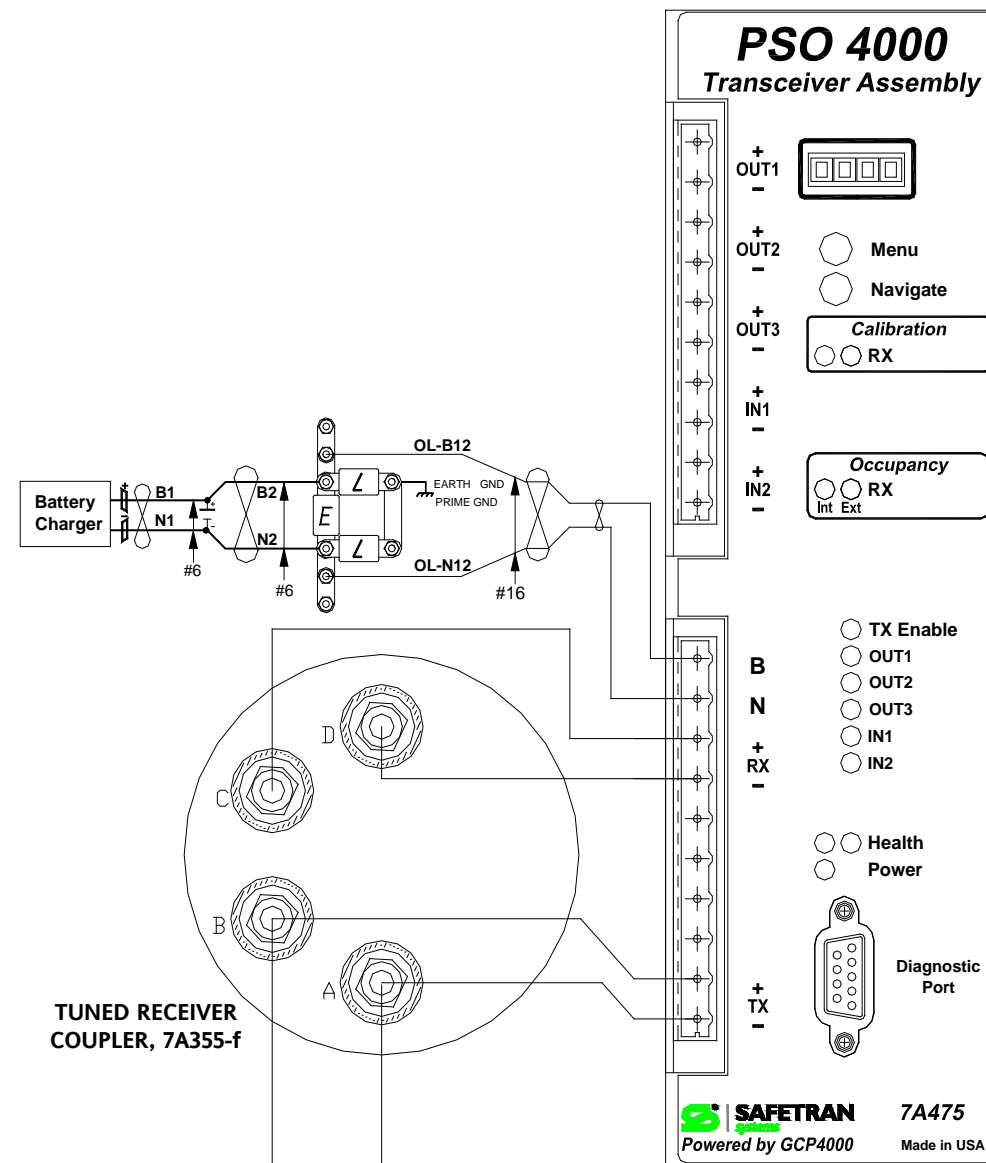 PSO 4000
Transceiver Assembly
+
OUT1
-
+
OUT2
-
Menu
Navigate
+
OUT3
-
Calibration
RX
+
IN1
-
+
IN2
-
Occupancy
RX
Int Ext
Battery
Charger
B1
N1
#6
+
-
B2
N2
#6
L
E
L
EARTH GND
PRIME GND
OL-B12
OL-N12
#16
TX Enable
OUT1
OUT2
OUT3
IN1
IN2
B
N
+
RX
-
D
C
B
A
Health
Power
Diagnostic
Port
+
TX
-
TUNED RECEIVER
COUPLER, 7A355-f
S SAFETRAN
systems
7A475
Powered by GCP4000
Made in USA